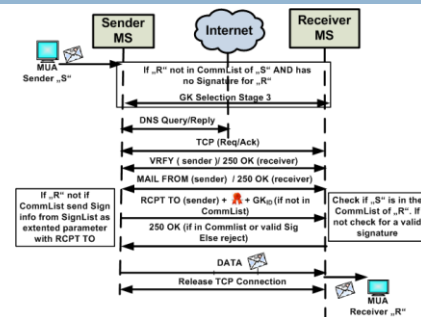 Sender
MS
Internet
Receiver
MS
MUA
Sender „S"
If „R" not in CommList of „S" AND has
no Signature for „R"
GK Selection Stage 3
DNS Query/Reply
TCP (Req/Ack)
VRFY ( sender )/ 250 OK (receiver)
MAIL FROM (sender) / 250 OK (receiver)
If „R" not if
CommList send Sign
info from SignList as
extented parameter
with RCPT TO
RCPT TO (sender) + + GKID (if not in
CommList)
250 OK (if in Commlist or valid Sig
Else reject)
Check if „S" is in the
CommList of „R". If
not check for a valid
signature
DATA
Release TCP Connection
MUA
Receiver „R"